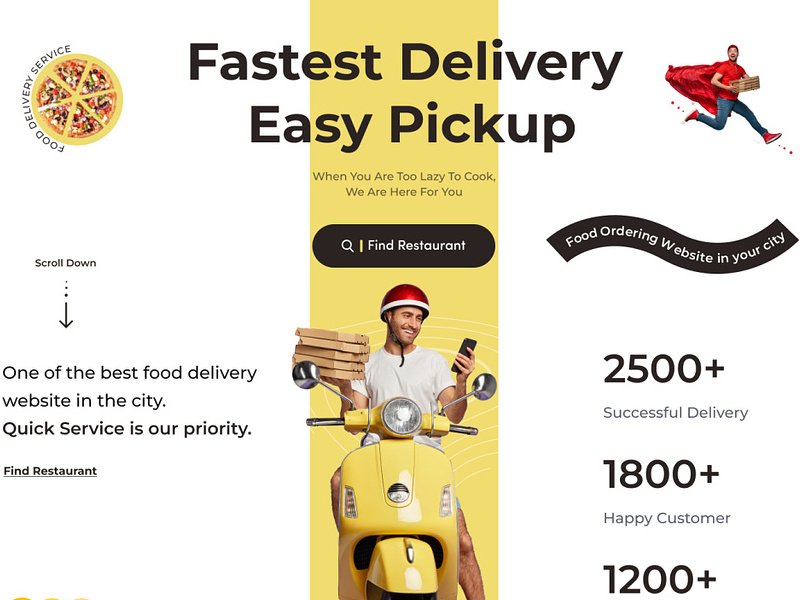 FOOD DELIVERY SERVICE
Fastest Delivery
Easy Pickup
When You Are Too Lazy To Cook,
We Are Here For You
Find Restaurant
Food Ordering Website in your city
Scroll Down
One of the best food delivery
website in the city.
Quick Service is our priority.
Find Restaurant
2500+
Successful Delivery
1800+
Happy Customer
1200+